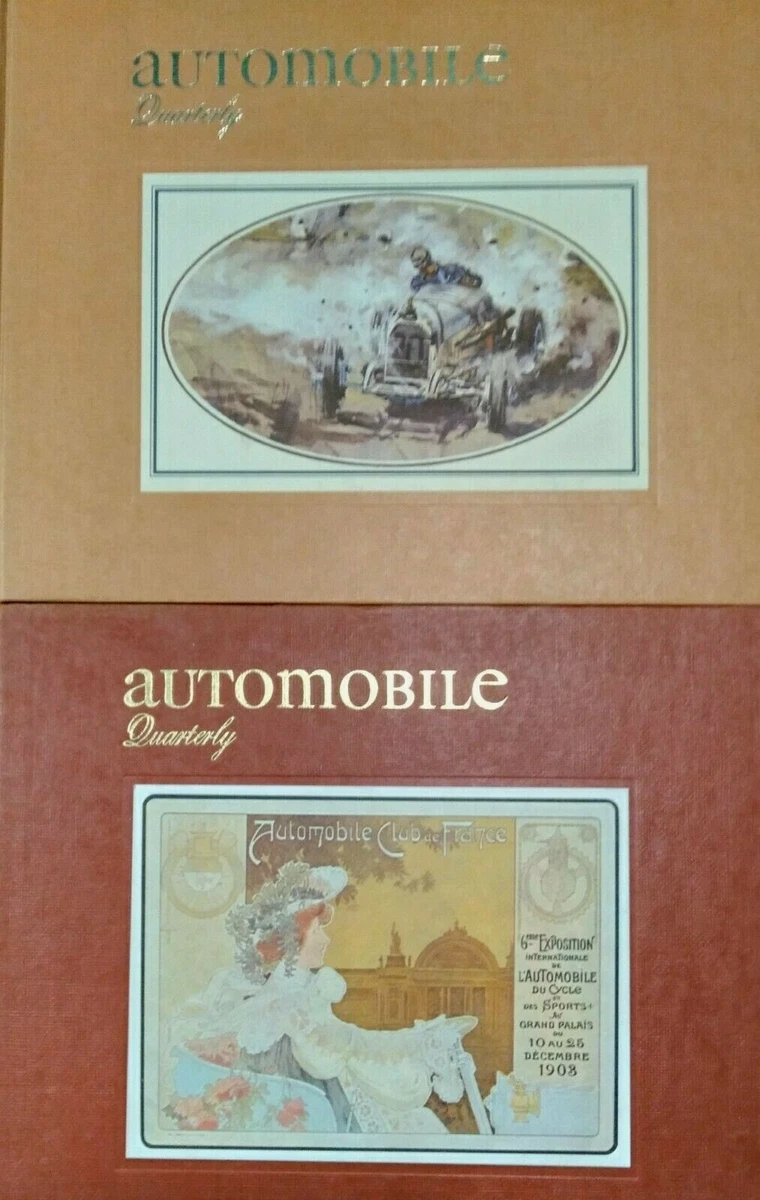 aUTOmOBILe
Quarterly
aUTOmOBILe
Quarterly
Automobile Club de France
6me EXPOSITION
INTERNATIONALE
DE
L'AUTOMOBILE
DU CYCLE
ET
DES SPORTS
AU
GRAND PALAIS
DU
10 AU 25
DÉCEMBRE
1903